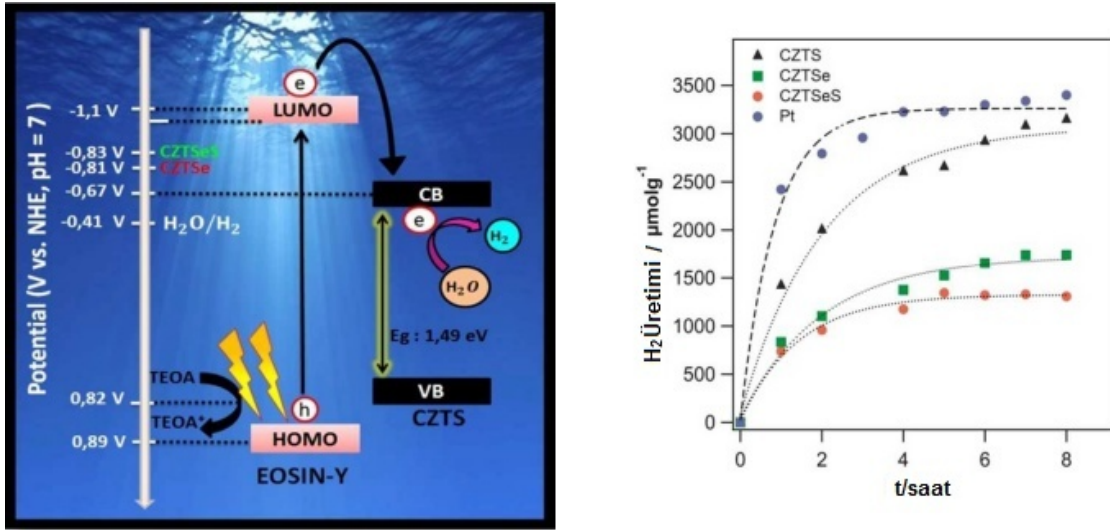 Potential (V vs. NHE, pH = 7)
-1,1 V
-0,83 V
CZTSeS
-0,81 V
CZTSe
-0,67 V
-0,41 V
H₂O/H₂
0,82 V
0,89 V
e
LUMO
CB
e
H₂
H₂O
Eg : 1,49 eV
TEOA
TEOA⁺
h
HOMO
EOSIN-Y
VB
CZTS
CZTS
CZTSe
CZTSeS
Pt
H₂Üretimi / µmolg⁻¹
3500
3000
2500
2000
1500
1000
500
0
0
2
4
6
8
t/saat